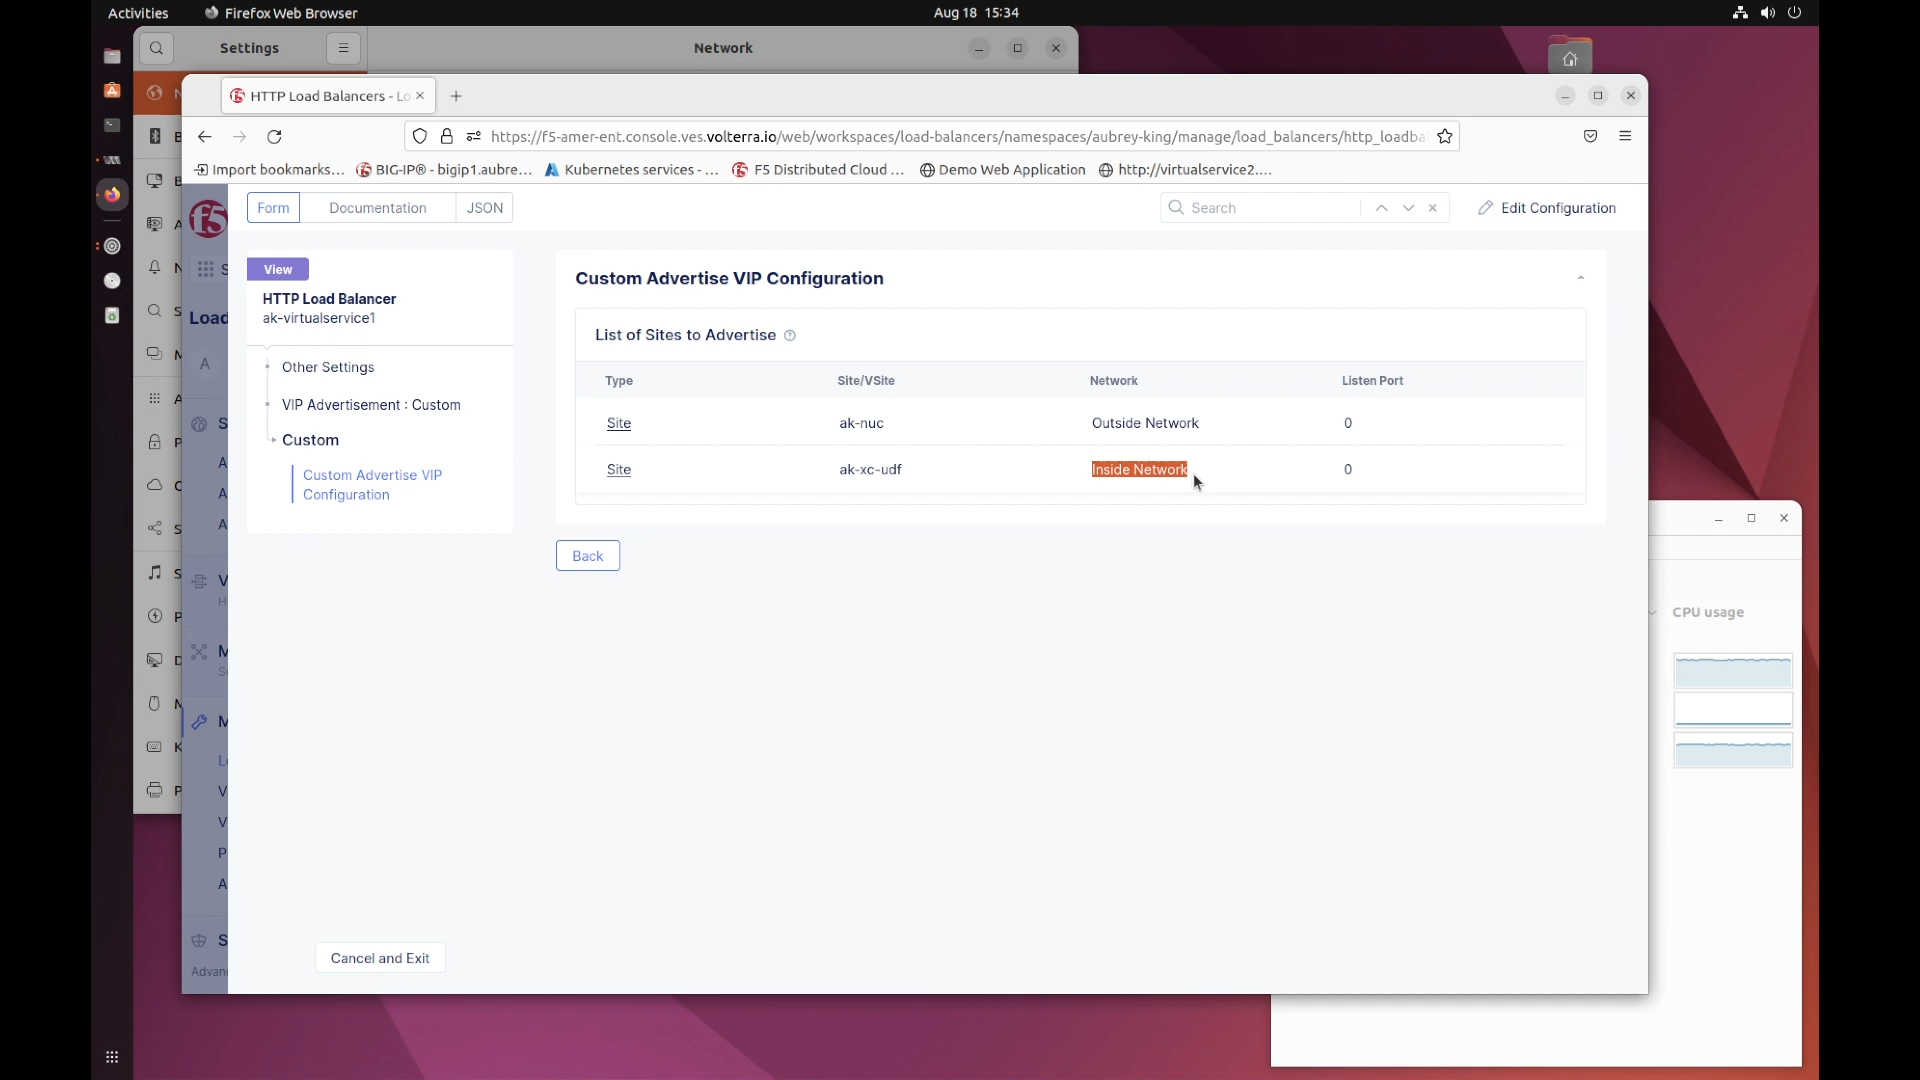 Activities
Firefox Web Browser
Aug 18 15:34
Settings
Network
HTTP Load Balancers - Lo
https://f5-amer-ent.console.ves.volterra.io/web/workspaces/load-balancers/namespaces/aubrey-king/manage/load_balancers/http_loadba
Import bookmarks...
BIG-IP® - bigip1.aubre...
Kubernetes services - ...
F5 Distributed Cloud ...
Demo Web Application
http://virtualservice2....
Form
Documentation
JSON
Search
Edit Configuration
View
HTTP Load Balancer
ak-virtualservice1
Other Settings
VIP Advertisement : Custom
Custom
Custom Advertise VIP
Configuration
Custom Advertise VIP Configuration
List of Sites to Advertise
Type Site/VSite Network Listen Port
Site ak-nuc Outside Network 0
Site ak-xc-udf Inside Network 0
Back
Cancel and Exit
f5
Load
A
Advan
CPU usage